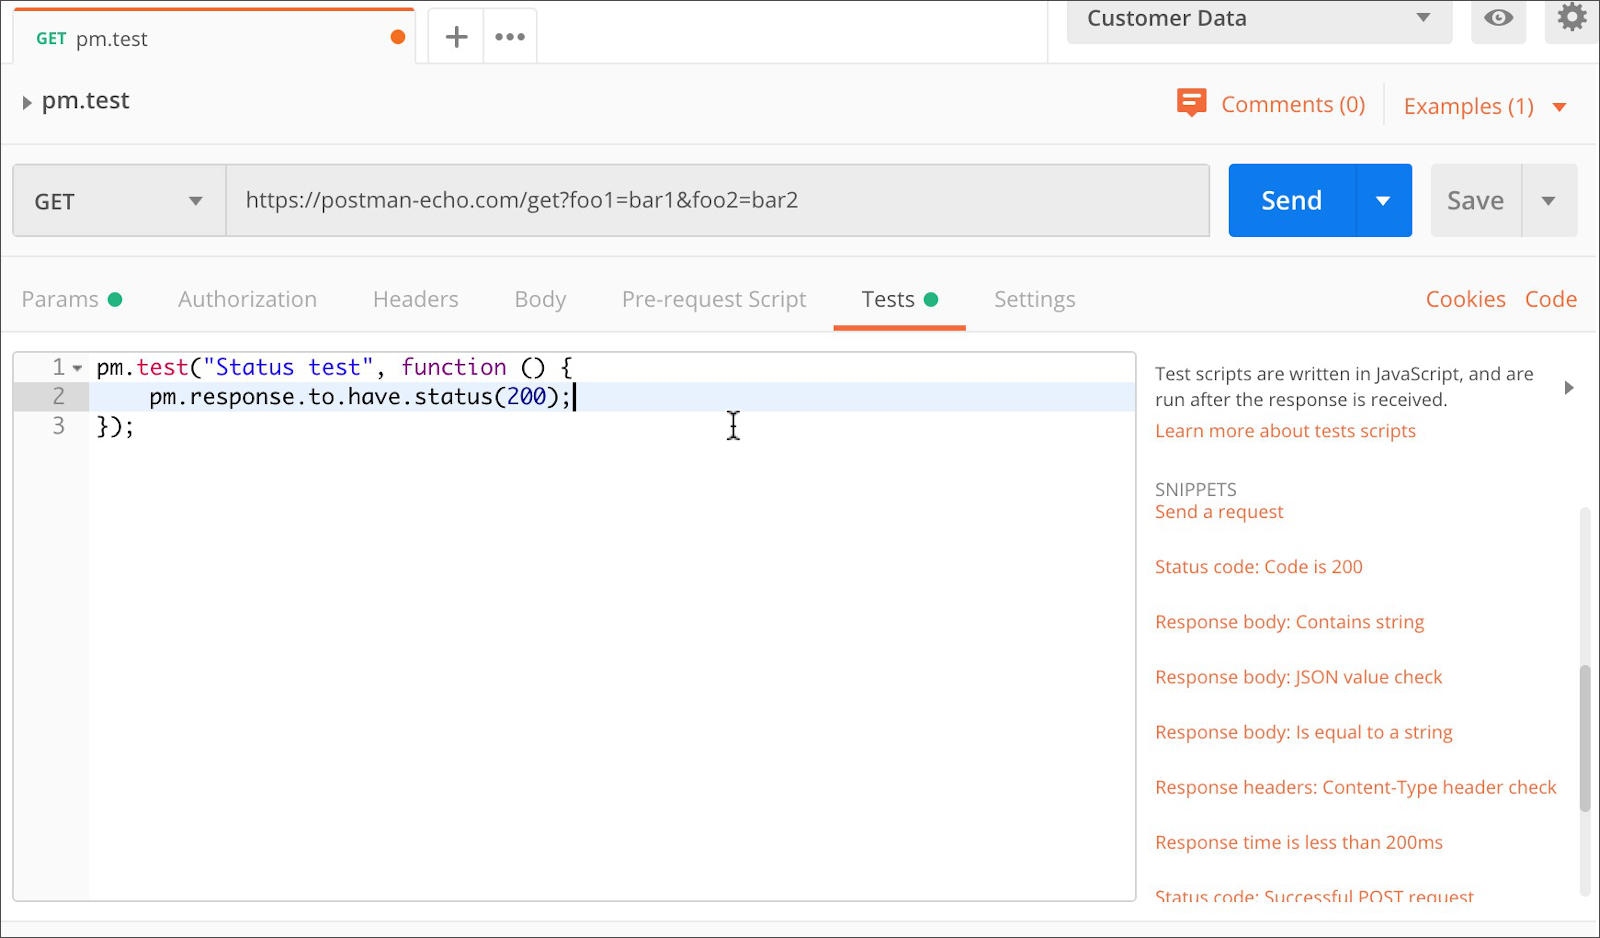 GET pm.test
Customer Data
pm.test
Comments (0)
Examples (1)
GET
https://postman-echo.com/get?foo1=bar1&foo2=bar2
Send
Save
Params
Authorization
Headers
Body
Pre-request Script
Tests
Settings
Cookies
Code
1 pm.test("Status test", function () {
2 pm.response.to.have.status(200);
3 });
Test scripts are written in JavaScript, and are
run after the response is received.
Learn more about tests scripts
SNIPPETS
Send a request
Status code: Code is 200
Response body: Contains string
Response body: JSON value check
Response body: Is equal to a string
Response headers: Content-Type header check
Response time is less than 200ms
Status code: Successful POST request